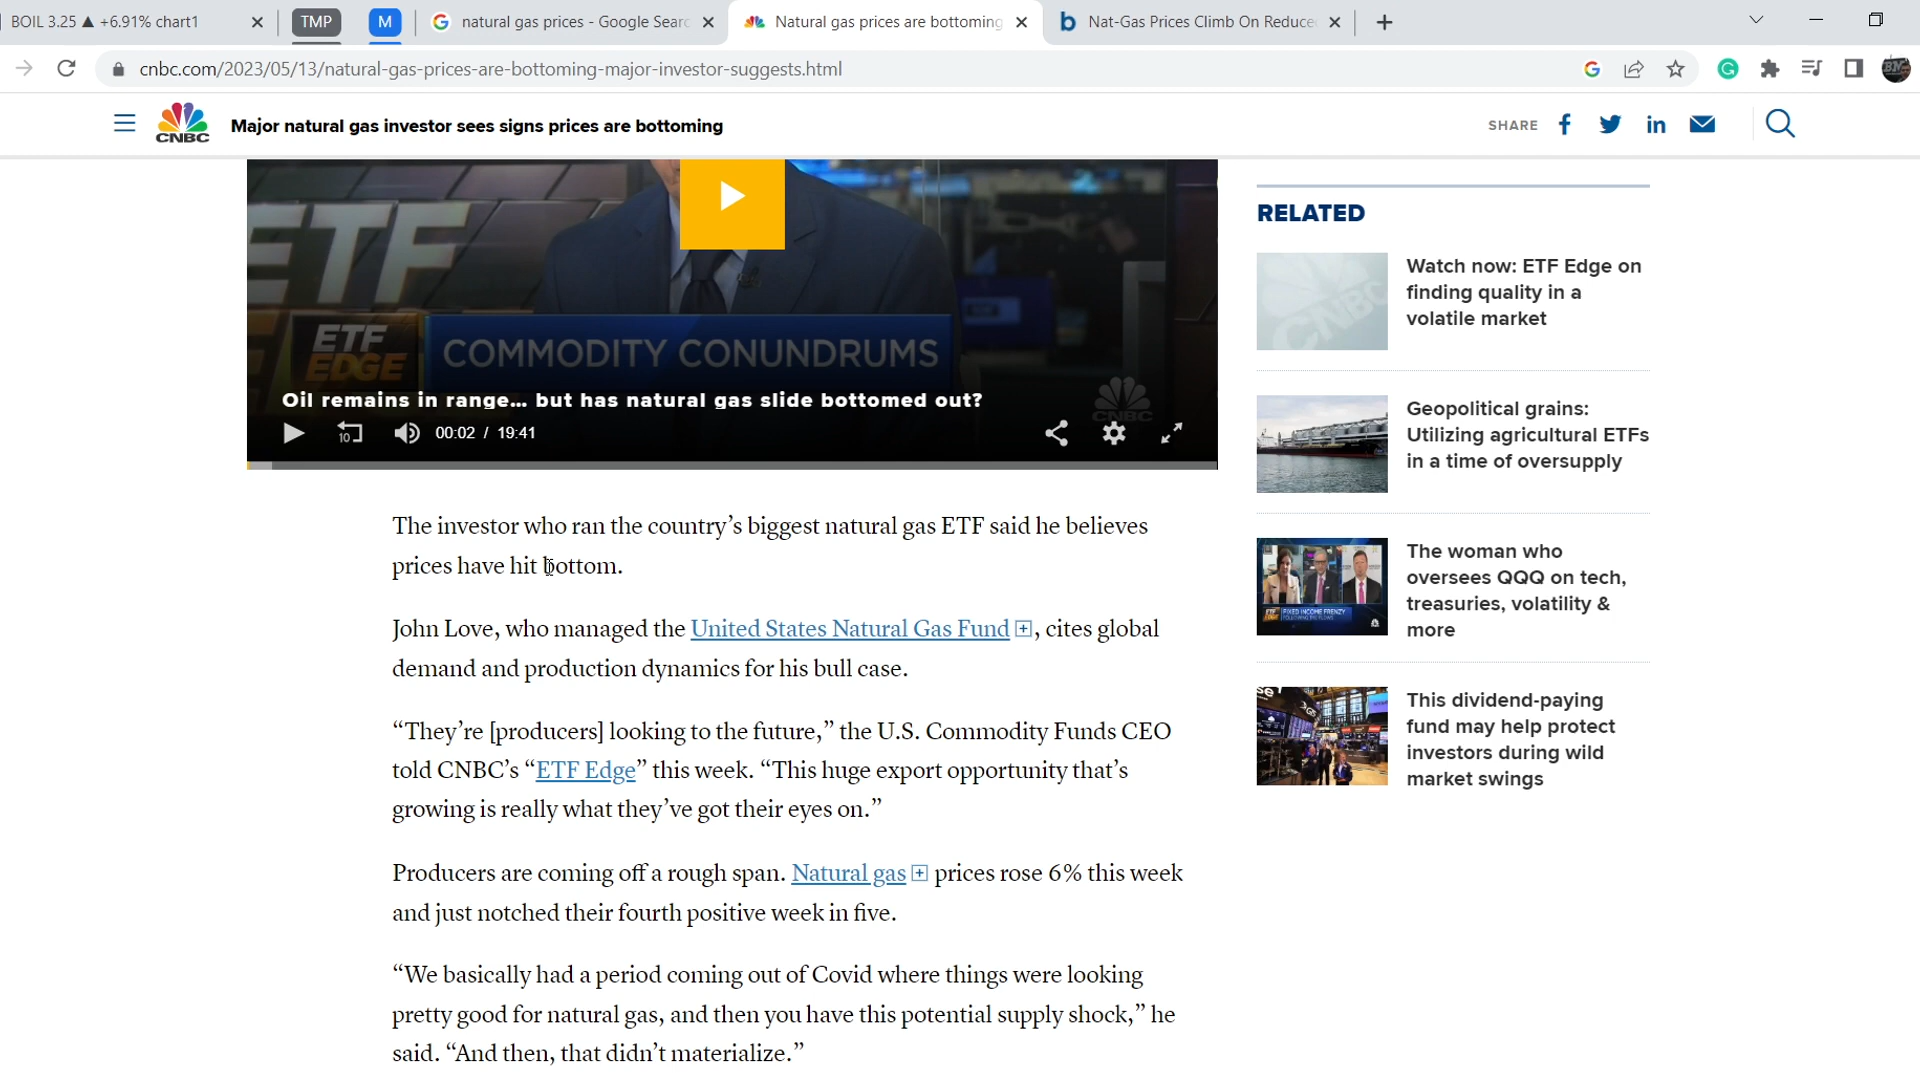 BOIL 3.25 ▲ +6.91% chart1
TMP
M
natural gas prices - Google Searc
Natural gas prices are bottoming
Nat-Gas Prices Climb On Reduce
cnbc.com/2023/05/13/natural-gas-prices-are-bottoming-major-investor-suggests.html
CNBC
Major natural gas investor sees signs prices are bottoming
SHARE
ETF
ETF
EDGE
COMMODITY CONUNDRUMS
CNBC
Oil remains in range... but has natural gas slide bottomed out?
10
00:02 / 19:41
The investor who ran the country’s biggest natural gas ETF said he believes
prices have hit bottom.
John Love, who managed the United States Natural Gas Fund, cites global
demand and production dynamics for his bull case.
“They’re [producers] looking to the future,” the U.S. Commodity Funds CEO
told CNBC’s “ETF Edge” this week. “This huge export opportunity that’s
growing is really what they’ve got their eyes on.”
Producers are coming off a rough span. Natural gas prices rose 6% this week
and just notched their fourth positive week in five.
“We basically had a period coming out of Covid where things were looking
pretty good for natural gas, and then you have this potential supply shock,” he
said. “And then, that didn’t materialize.”
RELATED
Watch now: ETF Edge on
finding quality in a
volatile market
Geopolitical grains:
Utilizing agricultural ETFs
in a time of oversupply
The woman who
oversees QQQ on tech,
treasuries, volatility &
more
This dividend-paying
fund may help protect
investors during wild
market swings